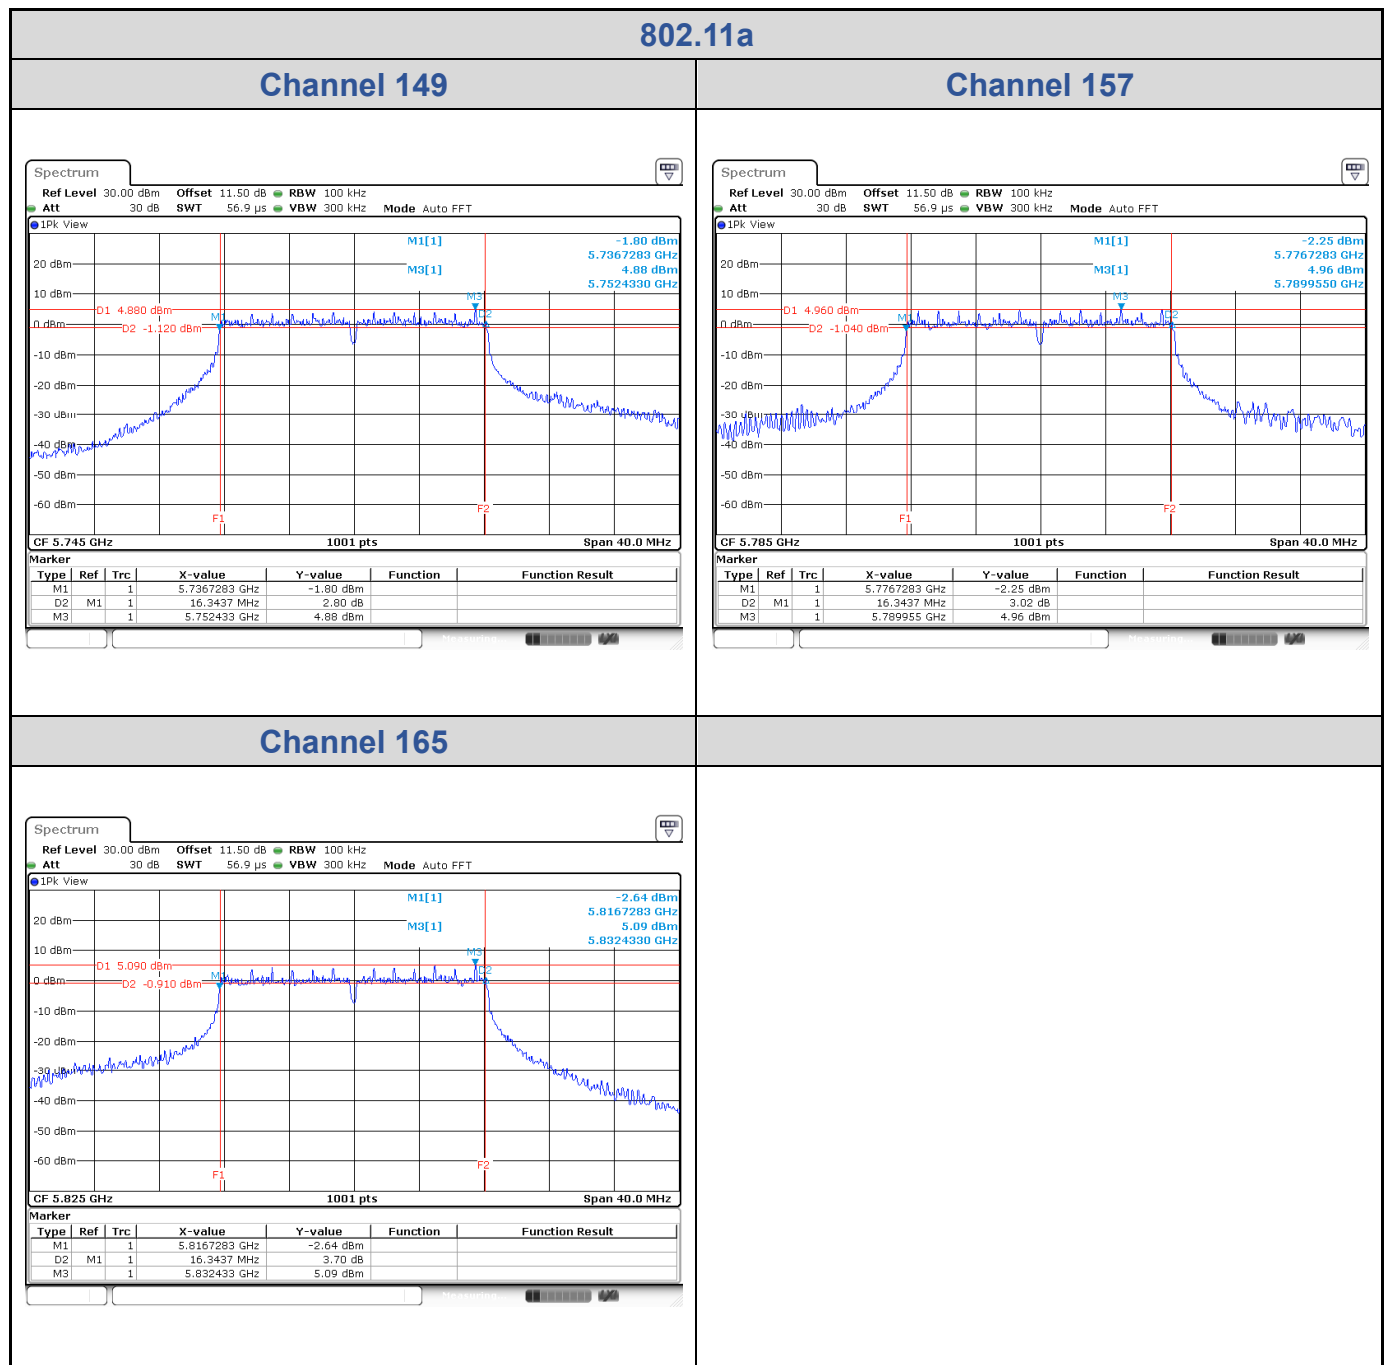 802.11a
Channel 149
Channel 157
Spectrum
Ref Level 30.00 dBm Offset 11.50 dB RBW 100 kHz
Att 30 dB SWT 56.9 µs VBW 300 kHz Mode Auto FFT
1Pk View
M1[1] -1.80 dBm
5.7367283 GHz
20 dBm
M3[1] 4.88 dBm
5.7524330 GHz
10 dBm
M3
D1 4.880 dBm
M1
D2
0 dBm
D2 -1.120 dBm
-10 dBm
-20 dBm
-30 dBm
-40 dBm
-50 dBm
-60 dBm
F2
F1
CF 5.745 GHz 1001 pts Span 40.0 MHz
Marker
Type Ref Trc X-value Y-value Function Function Result
M1 1 5.7367283 GHz -1.80 dBm
D2 M1 1 16.3437 MHz 2.80 dB
M3 1 5.752433 GHz 4.88 dBm
Measuring...
Spectrum
Ref Level 30.00 dBm Offset 11.50 dB RBW 100 kHz
Att 30 dB SWT 56.9 µs VBW 300 kHz Mode Auto FFT
1Pk View
M1[1] -2.25 dBm
5.7767283 GHz
20 dBm
M3[1] 4.96 dBm
5.7899550 GHz
10 dBm
M3
D1 4.960 dBm
M1
D2
0 dBm
D2 -1.040 dBm
-10 dBm
-20 dBm
-30 dBm
-40 dBm
-50 dBm
-60 dBm
F2
F1
CF 5.785 GHz 1001 pts Span 40.0 MHz
Marker
Type Ref Trc X-value Y-value Function Function Result
M1 1 5.7767283 GHz -2.25 dBm
D2 M1 1 16.3437 MHz 3.02 dB
M3 1 5.789955 GHz 4.96 dBm
Measuring...
Channel 165
Spectrum
Ref Level 30.00 dBm Offset 11.50 dB RBW 100 kHz
Att 30 dB SWT 56.9 µs VBW 300 kHz Mode Auto FFT
1Pk View
M1[1] -2.64 dBm
5.8167283 GHz
20 dBm
M3[1] 5.09 dBm
5.8324330 GHz
10 dBm
M3
D1 5.090 dBm
M1
D2
0 dBm
D2 -0.910 dBm
-10 dBm
-20 dBm
-30 dBm
-40 dBm
-50 dBm
-60 dBm
F2
F1
CF 5.825 GHz 1001 pts Span 40.0 MHz
Marker
Type Ref Trc X-value Y-value Function Function Result
M1 1 5.8167283 GHz -2.64 dBm
D2 M1 1 16.3437 MHz 3.70 dB
M3 1 5.832433 GHz 5.09 dBm
Measuring...